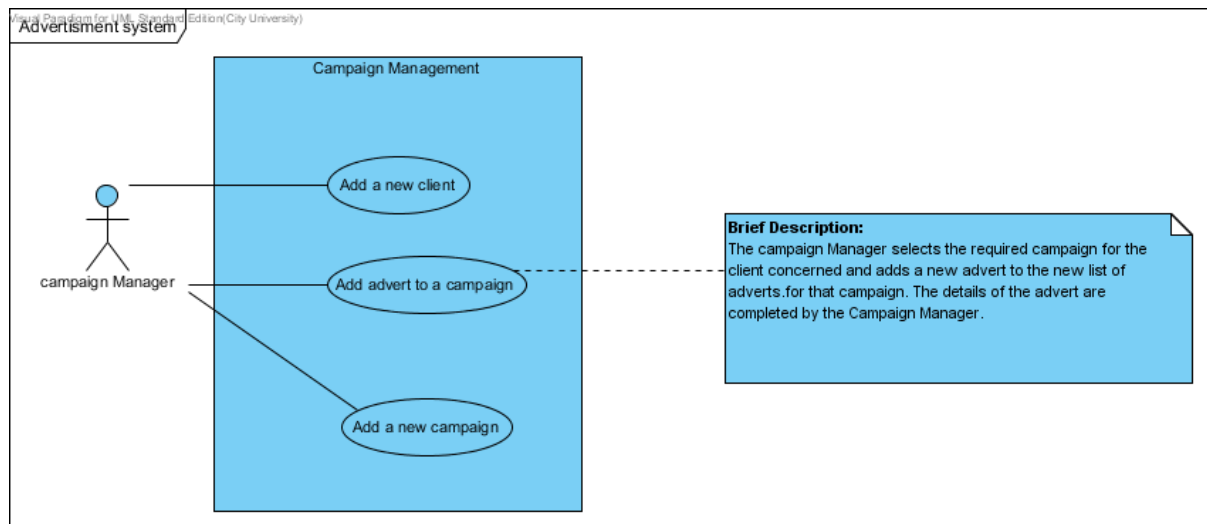 Visual Paradigm for UML Standard Edition(City University)
Advertisment system
Campaign Management
Add a new client
campaign Manager
Add advert to a campaign
Add a new campaign
Brief Description:
The campaign Manager selects the required campaign for the
client concerned and adds a new advert to the new list of
adverts.for that campaign. The details of the advert are
completed by the Campaign Manager.